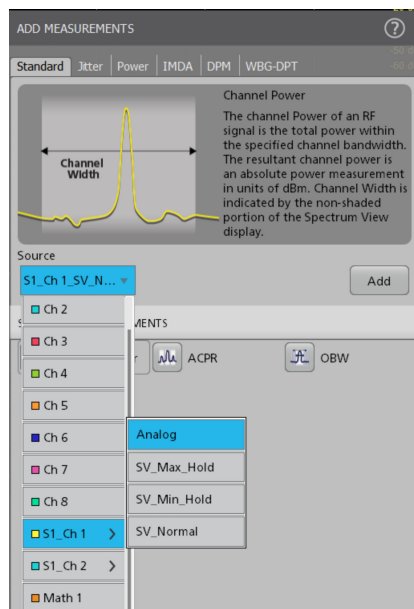 ADD MEASUREMENTS
?
Standard Jitter Power IMDA DPM WBG-DPT
Channel Width
Channel Power
The channel Power of an RF
signal is the total power within
the specified channel bandwidth.
The resultant channel power is
an absolute power measurement
in units of dBm. Channel Width is
indicated by the non-shaded
portion of the Spectrum View
display.
Source
S1_Ch 1_SV_N...
Add
Ch 2
Ch 3
ACPR
OBW
Ch 4
Ch 5
Ch 6
Ch 7
Ch 8
S1_Ch 1 >
S1_Ch 2 >
Math 1
Analog
SV_Max_Hold
SV_Min_Hold
SV_Normal